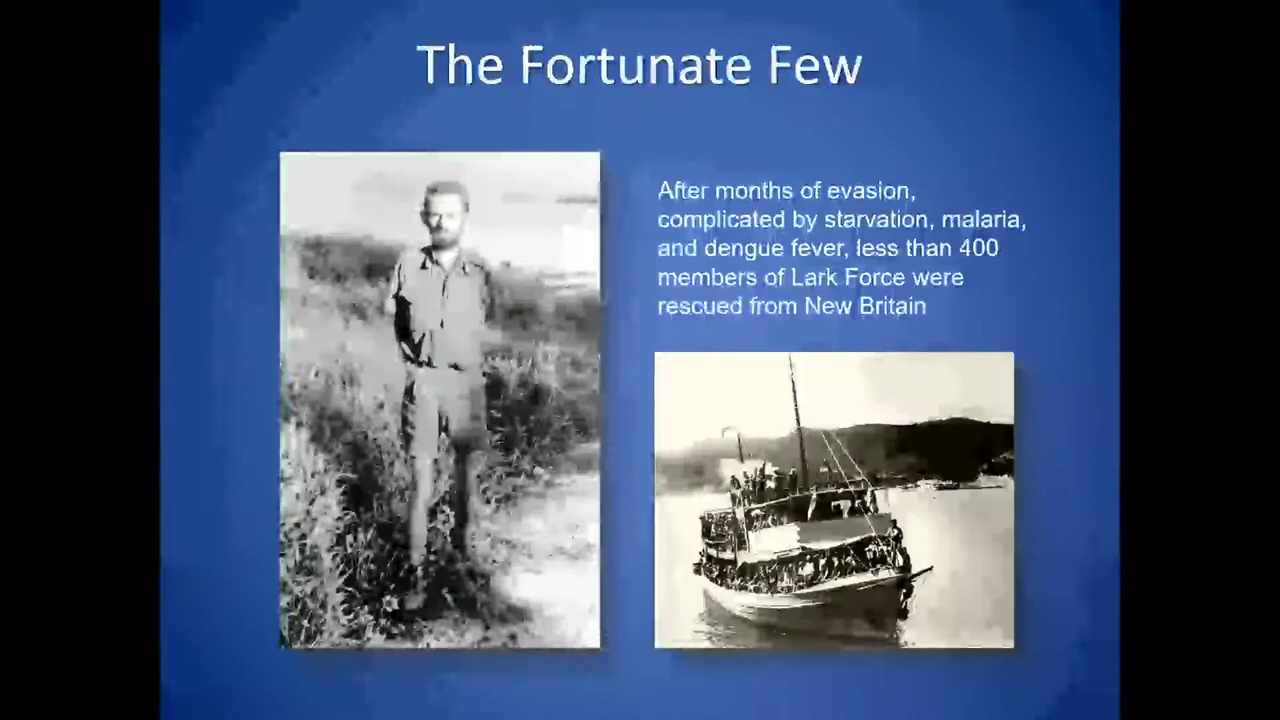 The Fortunate Few
After months of evasion,
complicated by starvation, malaria,
and dengue fever, less than 400
members of Lark Force were
rescued from New Britain